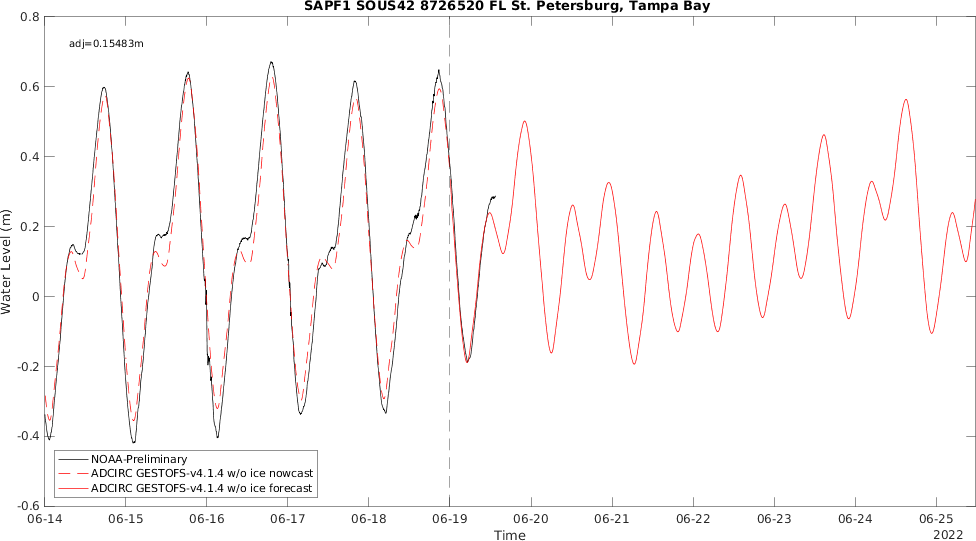 SAPF1 SOUS42 8726520 FL St. Petersburg, Tampa Bay
adj=0.15483m
0.8
0.6
0.4
0.2
0
-0.2
-0.4
-0.6
Water Level (m)
NOAA-Preliminary
ADCIRC GESTOFS-v4.1.4 w/o ice nowcast
ADCIRC GESTOFS-v4.1.4 w/o ice forecast
06-14 06-15 06-16 06-17 06-18 06-19 06-20 06-21 06-22 06-23 06-24 06-25
Time
2022